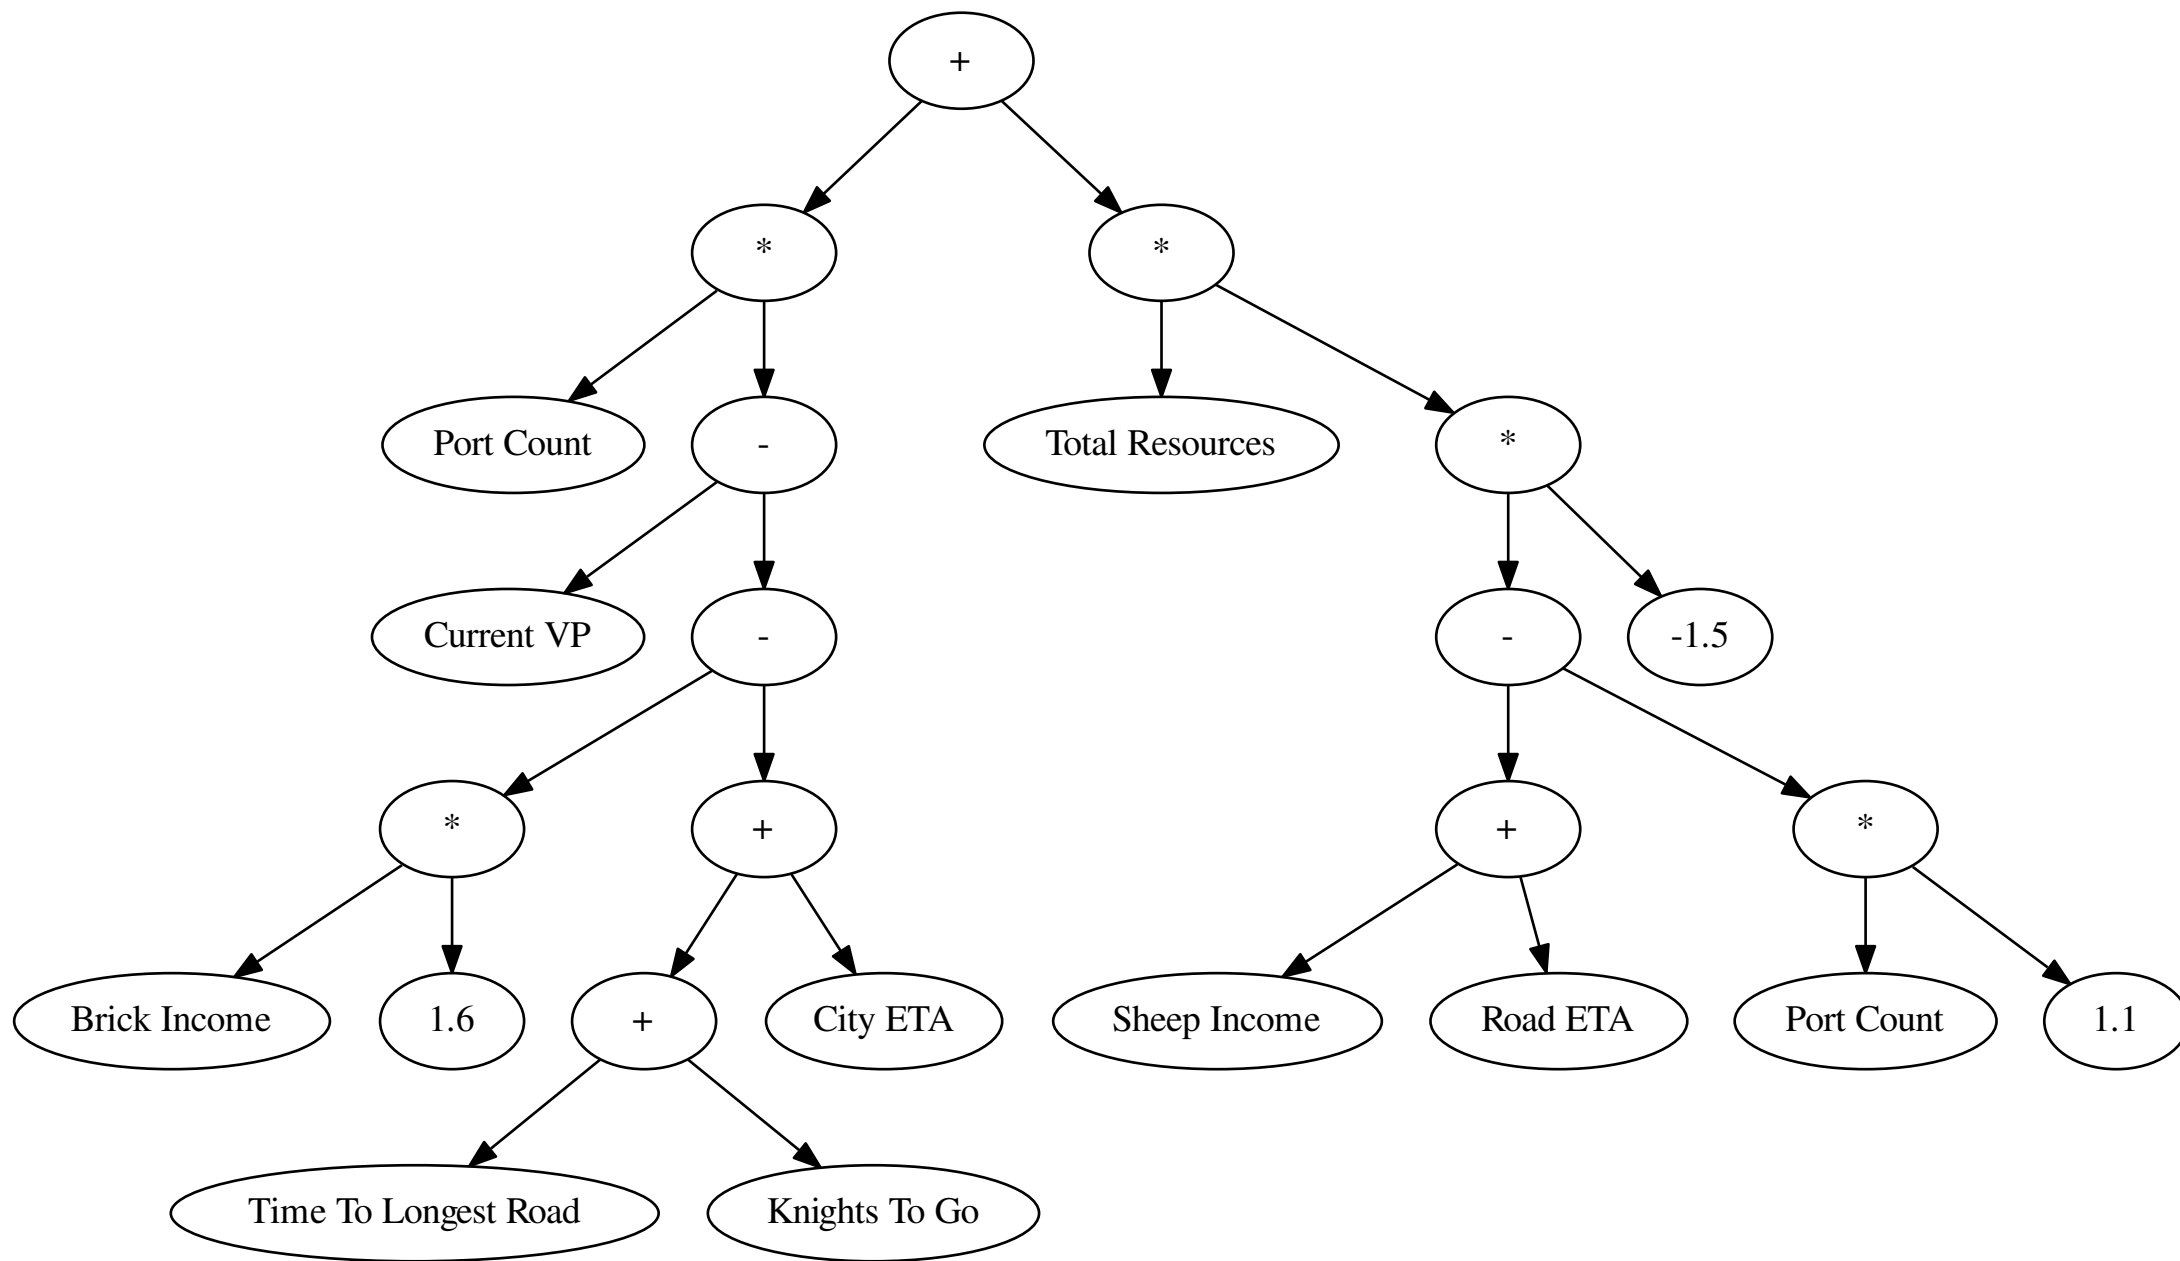 +
* *
Port Count - Total Resources *
Current VP - - -1.5
* + + *
Brick Income 1.6 + City ETA Sheep Income Road ETA Port Count 1.1
Time To Longest Road Knights To Go